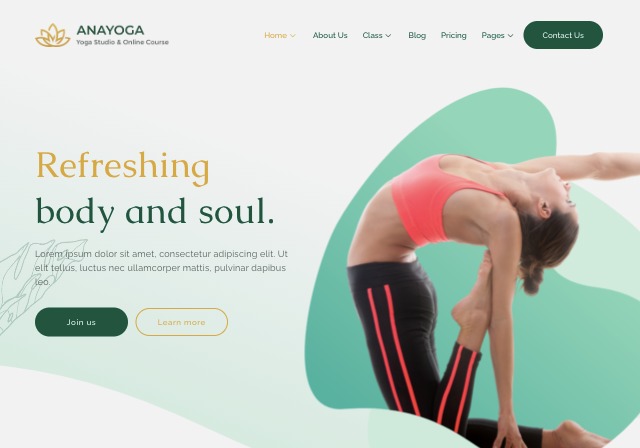 ANAYOGA
Yoga Studio & Online Course
Home
About Us
Class
Blog
Pricing
Pages
Contact Us
Refreshing
body and soul.
Lorem ipsum dolor sit amet, consectetur adipiscing elit. Ut
elit tellus, luctus nec ullamcorper mattis, pulvinar dapibus
leo.
Join us
Learn more